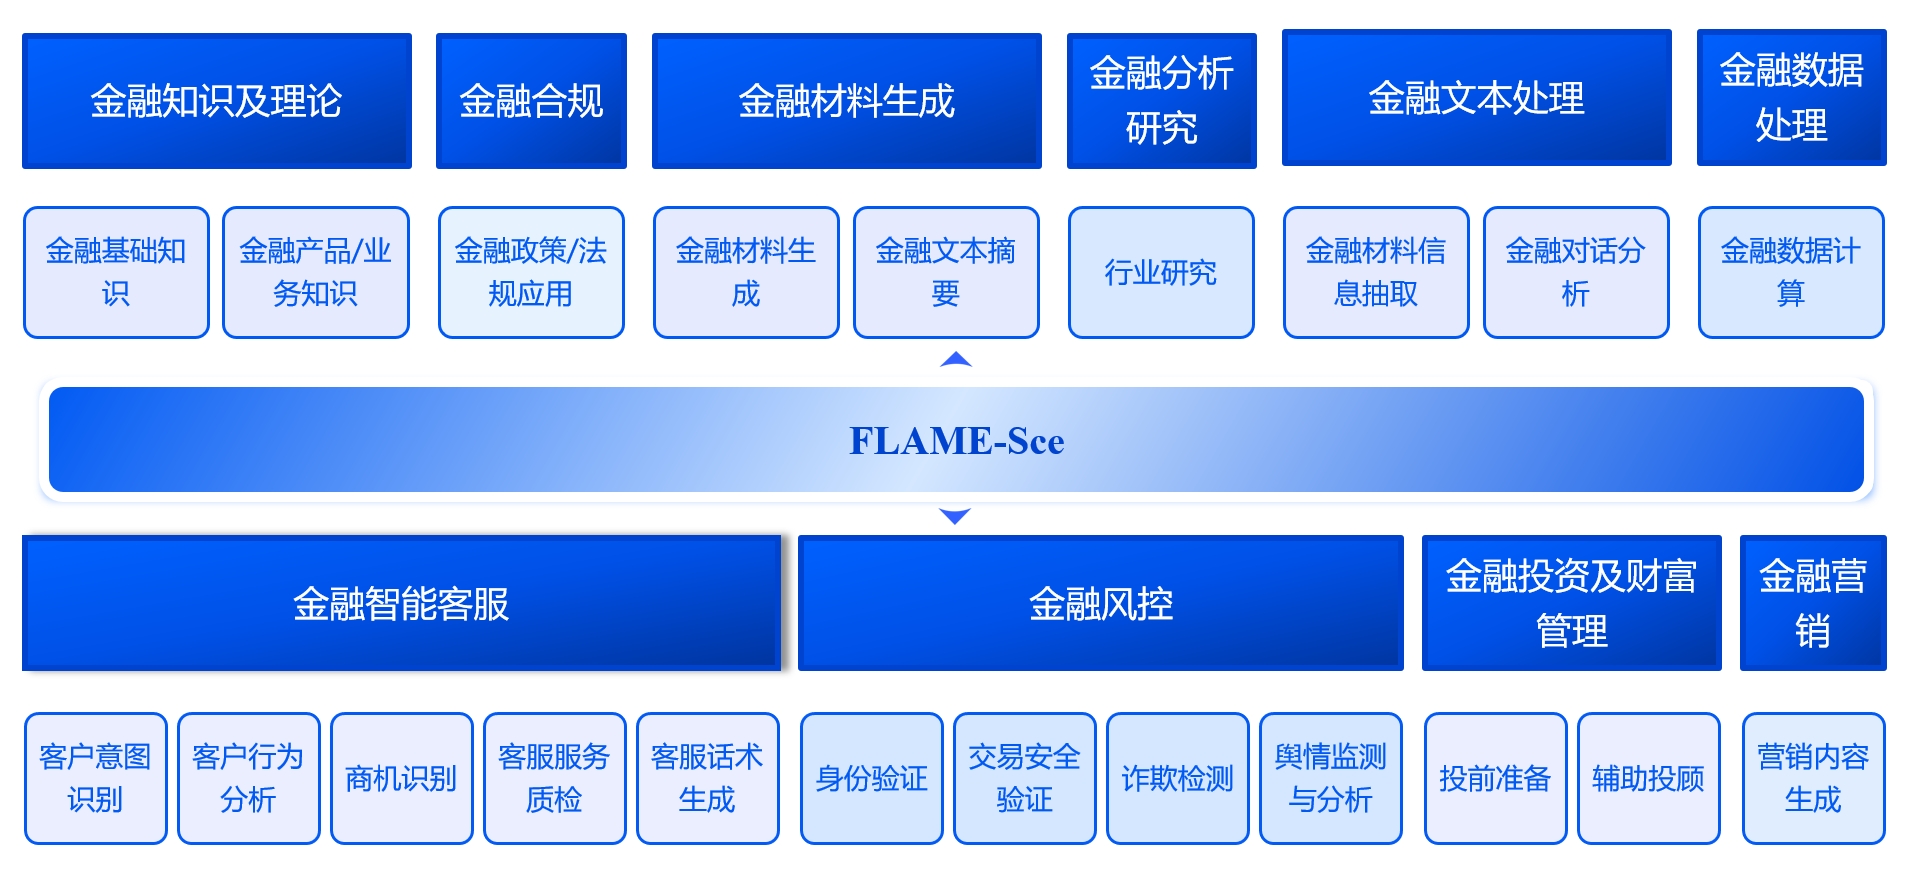 金融知识及理论
金融合规
金融材料生成
金融分析
研究
金融文本处理
金融数据
处理
金融基础知
识
金融产品/业
务知识
金融政策/法
规应用
金融材料生
成
金融文本摘
要
行业研究
金融材料信
息抽取
金融对话分
析
金融数据计
算
FLAME-Sce
金融智能客服
金融风控
金融投资及财富
管理
金融营
销
客户意图
识别
客户行为
分析
商机识别
客服服务
质检
客服话术
生成
身份验证
交易安全
验证
诈欺检测
舆情监测
与分析
投前准备
辅助投顾
营销内容
生成